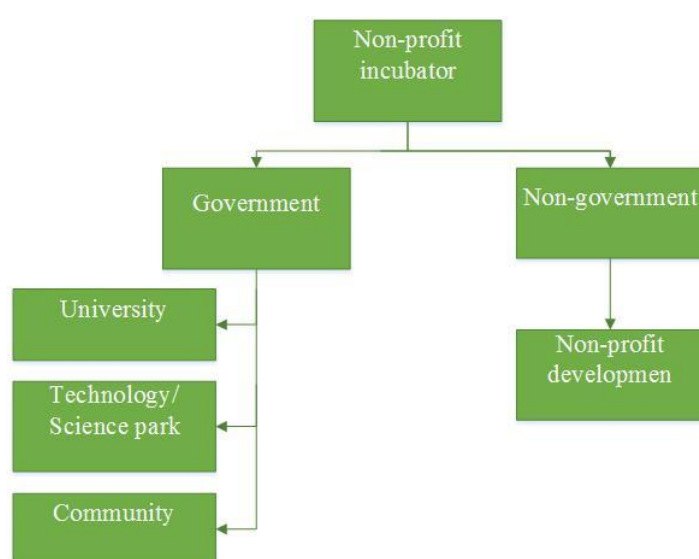 Non-profit
incubator
Government
Non-government
University
Technology/
Science park
Community
Non-profit
developmen